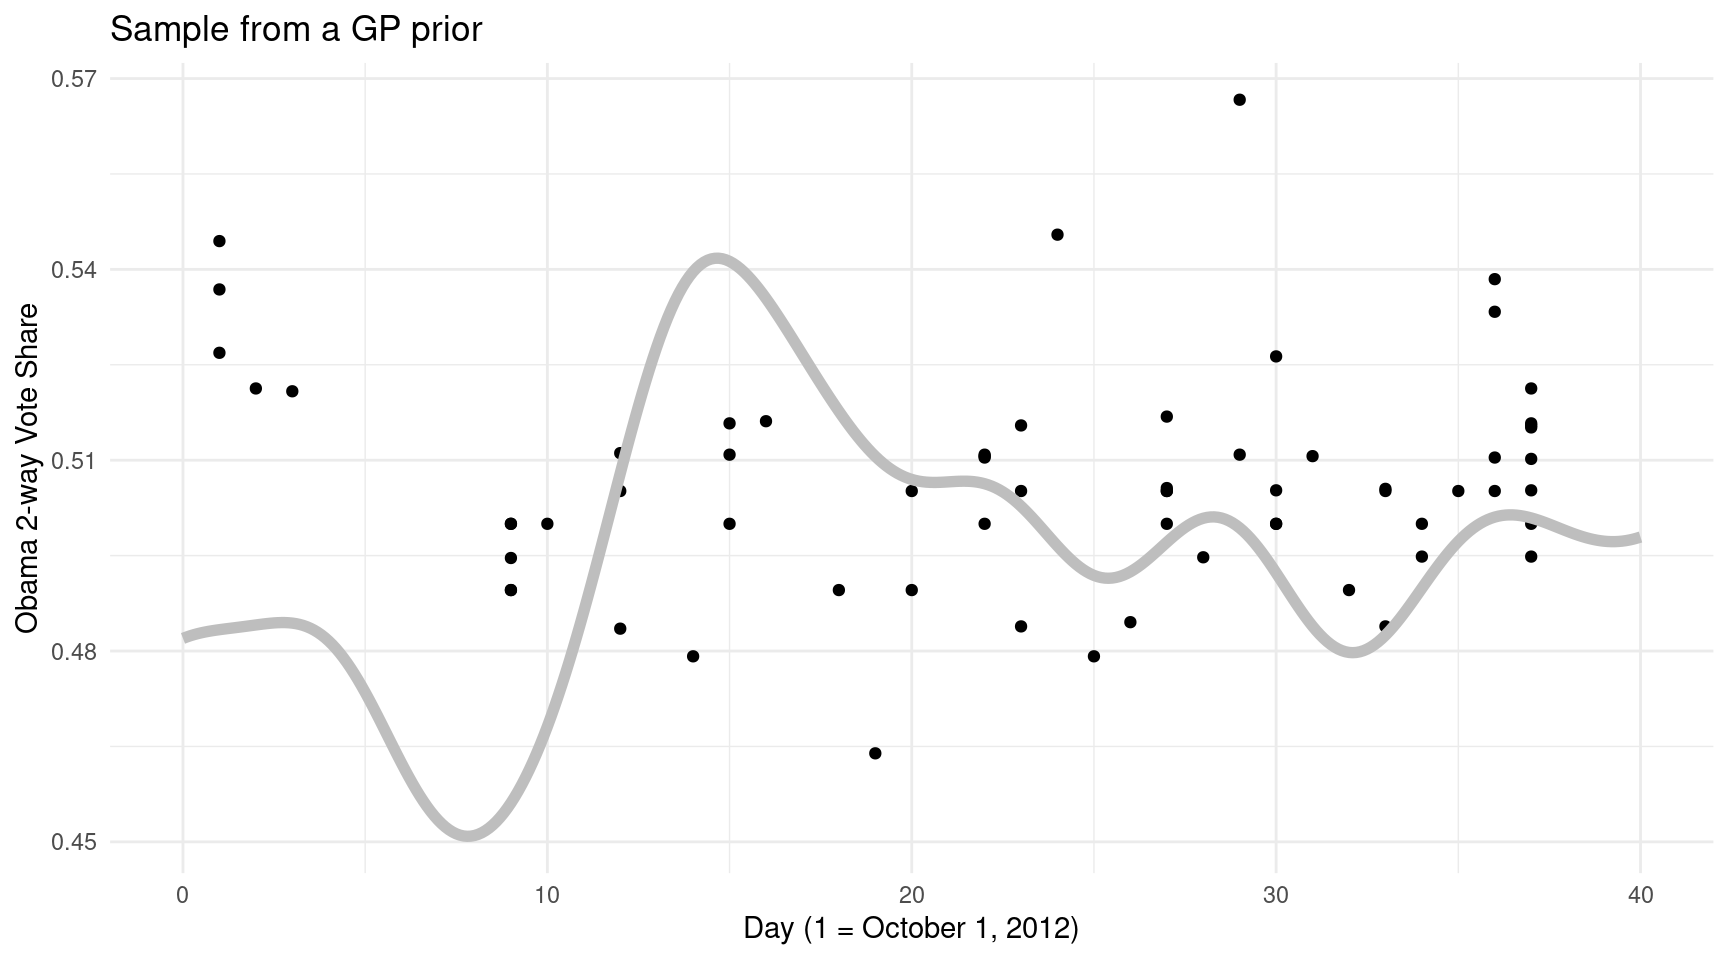 Sample from a GP prior
Obama 2-way Vote Share
0.57
0.54
0.51
0.48
0.45
0 10 20 30 40
Day (1 = October 1, 2012)